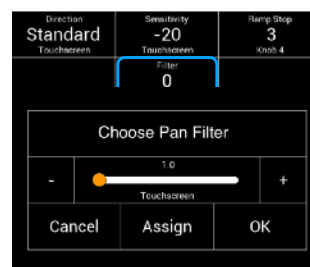 Direction Sensitivity Ramp Stop
Standard -20 3
Touchscreen Touchscreen Knob 4
Filter
0
Choose Pan Filter
1.0
- +
Touchscreen
Cancel Assign OK